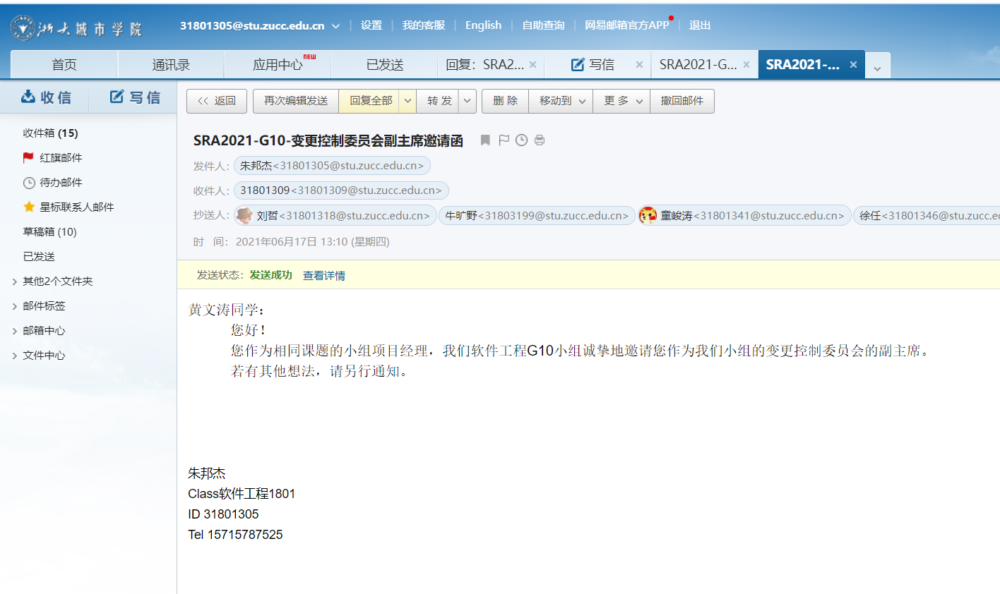 浙大城市学院
31801305@stu.zucc.edu.cn 设置 我的客服 English 自助查询 网易邮箱官方APP 退出
首页 通讯录 应用中心 NEW 已发送 回复：SRA2... × 写信 × SRA2021-G... × SRA2021-... ×
收信 写信
<< 返回 再次编辑发送 回复全部 转 发 删 除 移动到 更 多 撤回邮件
收件箱 (15)
红旗邮件
待办邮件
星标联系人邮件
草稿箱 (10)
已发送
其他2个文件夹
邮件标签
邮箱中心
文件中心
SRA2021-G10-变更控制委员会副主席邀请函
发件人： 朱邦杰<31801305@stu.zucc.edu.cn>
收件人： 31801309<31801309@stu.zucc.edu.cn>
抄送人： 刘哲<31801318@stu.zucc.edu.cn> 牛旷野<31803199@stu.zucc.edu.cn> 童峻涛<31801341@stu.zucc.edu.cn> 徐任<31801346@stu.zucc.e
时 间： 2021年06月17日 13:10 (星期四)
发送状态： 发送成功 查看详情
黄文涛同学：
您好！
您作为相同课题的小组项目经理，我们软件工程G10小组诚挚地邀请您作为我们小组的变更控制委员会的副主席。
若有其他想法，请另行通知。
朱邦杰
Class软件工程1801
ID 31801305
Tel 15715787525